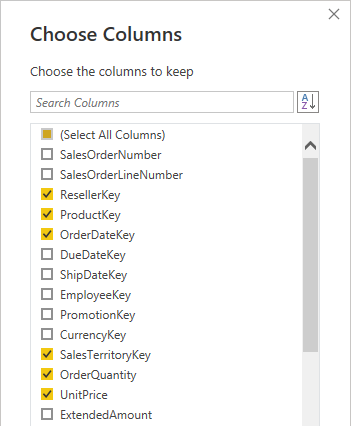 Choose Columns
Choose the columns to keep
Search Columns
A
Z
(Select All Columns)
SalesOrderNumber
SalesOrderLineNumber
ResellerKey
ProductKey
OrderDateKey
DueDateKey
ShipDateKey
EmployeeKey
PromotionKey
CurrencyKey
SalesTerritoryKey
OrderQuantity
UnitPrice
ExtendedAmount